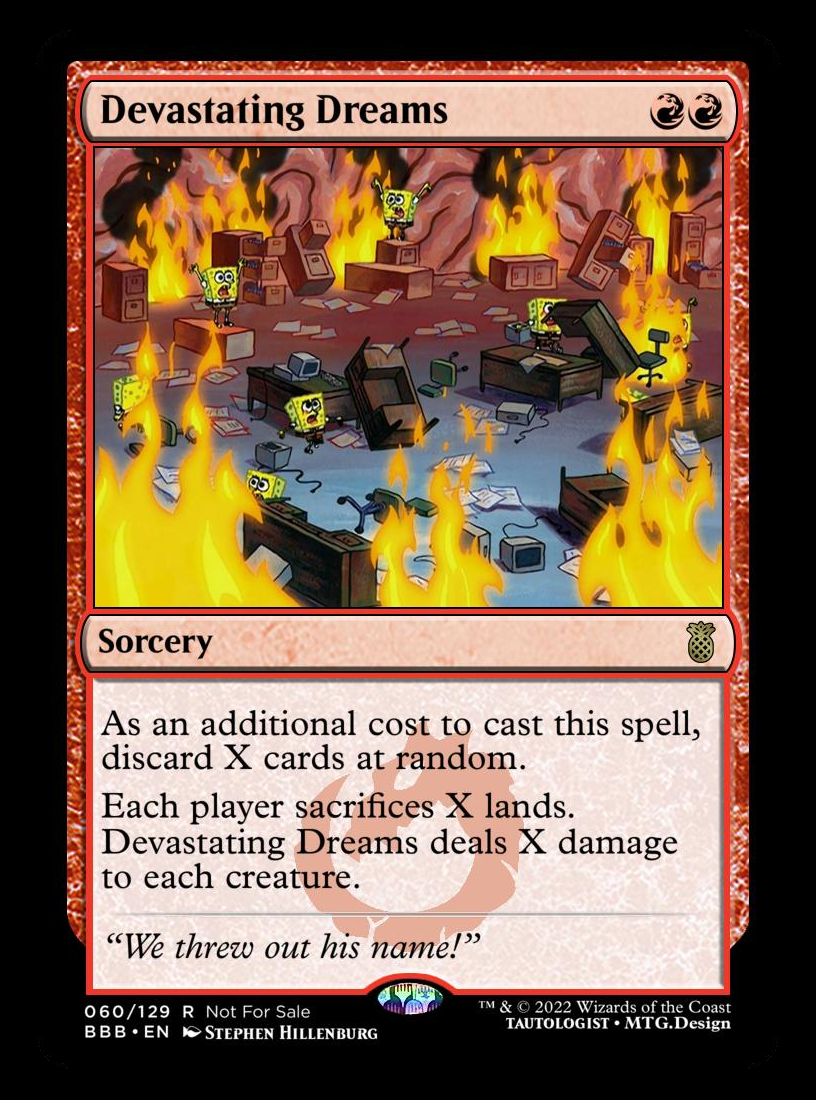 Devastating Dreams
Sorcery
As an additional cost to cast this spell,
discard X cards at random.
Each player sacrifices X lands.
Devastating Dreams deals X damage
to each creature.
“We threw out his name!”
060/129 R Not For Sale
BBB • EN STEPHEN HILLENBURG
™ & © 2022 Wizards of the Coast
TAUTOLOGIST • MTG.Design